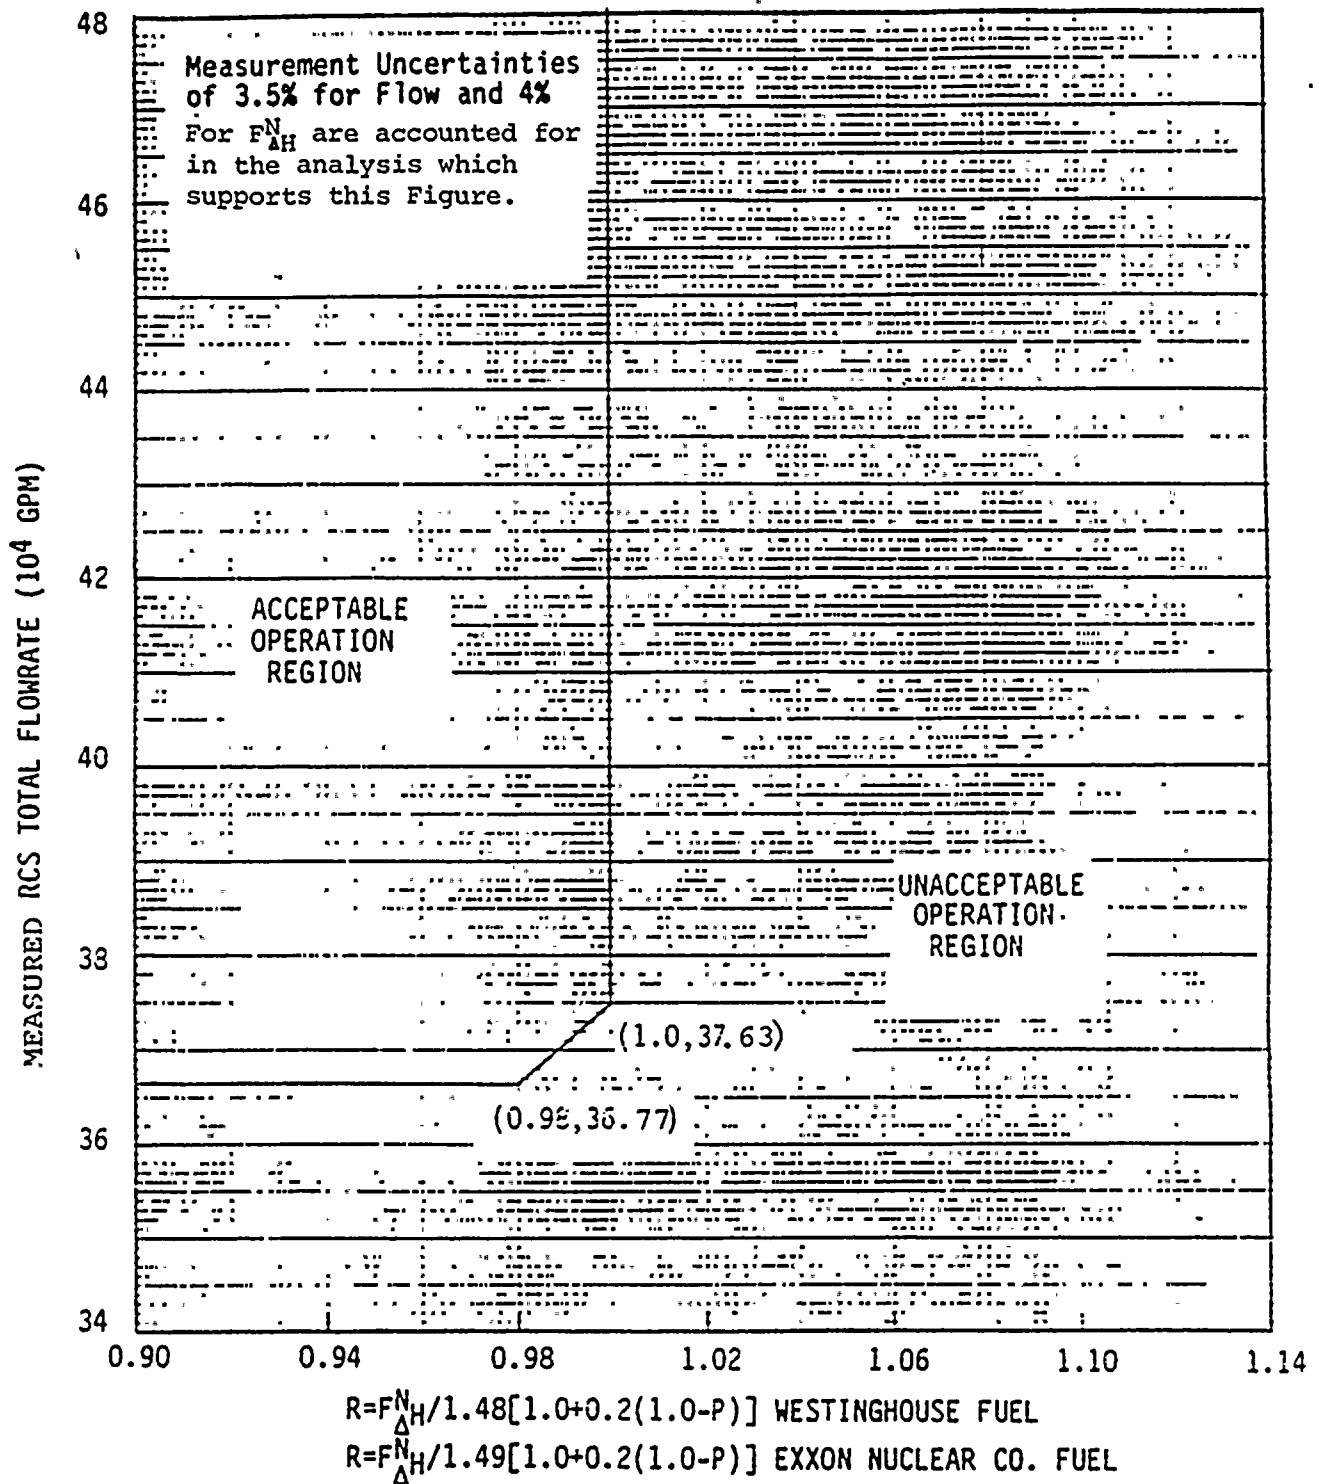 48
Measurement Uncertainties
of 3.5% for Flow and 4%
For F^N_ΔH are accounted for
in the analysis which
supports this Figure.
46
44
42
ACCEPTABLE
OPERATION
REGION
40
UNACCEPTABLE
OPERATION
REGION
38
(1.0,37.63)
(0.98,36.77)
36
34
MEASURED RCS TOTAL FLOWRATE (10^4 GPM)
0.90 0.94 0.98 1.02 1.06 1.10 1.14
R=F^N_ΔH/1.48[1.0+0.2(1.0-P)] WESTINGHOUSE FUEL
R=F^N_ΔH/1.49[1.0+0.2(1.0-P)] EXXON NUCLEAR CO. FUEL